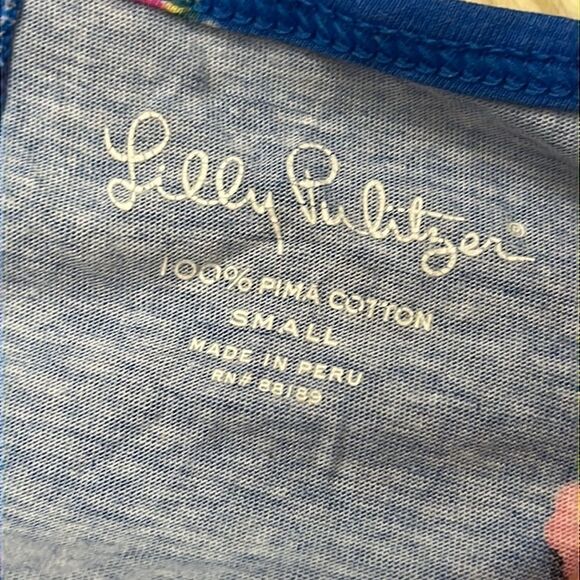 Lilly Pulitzer®
100% PIMA COTTON
SMALL
MADE IN PERU
RN# 88189